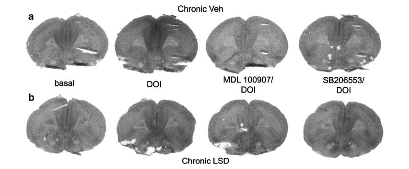 Chronic Veh
a
basal
DOI
MDL 100907/
DOI
SB206553/
DOI
b
Chronic LSD